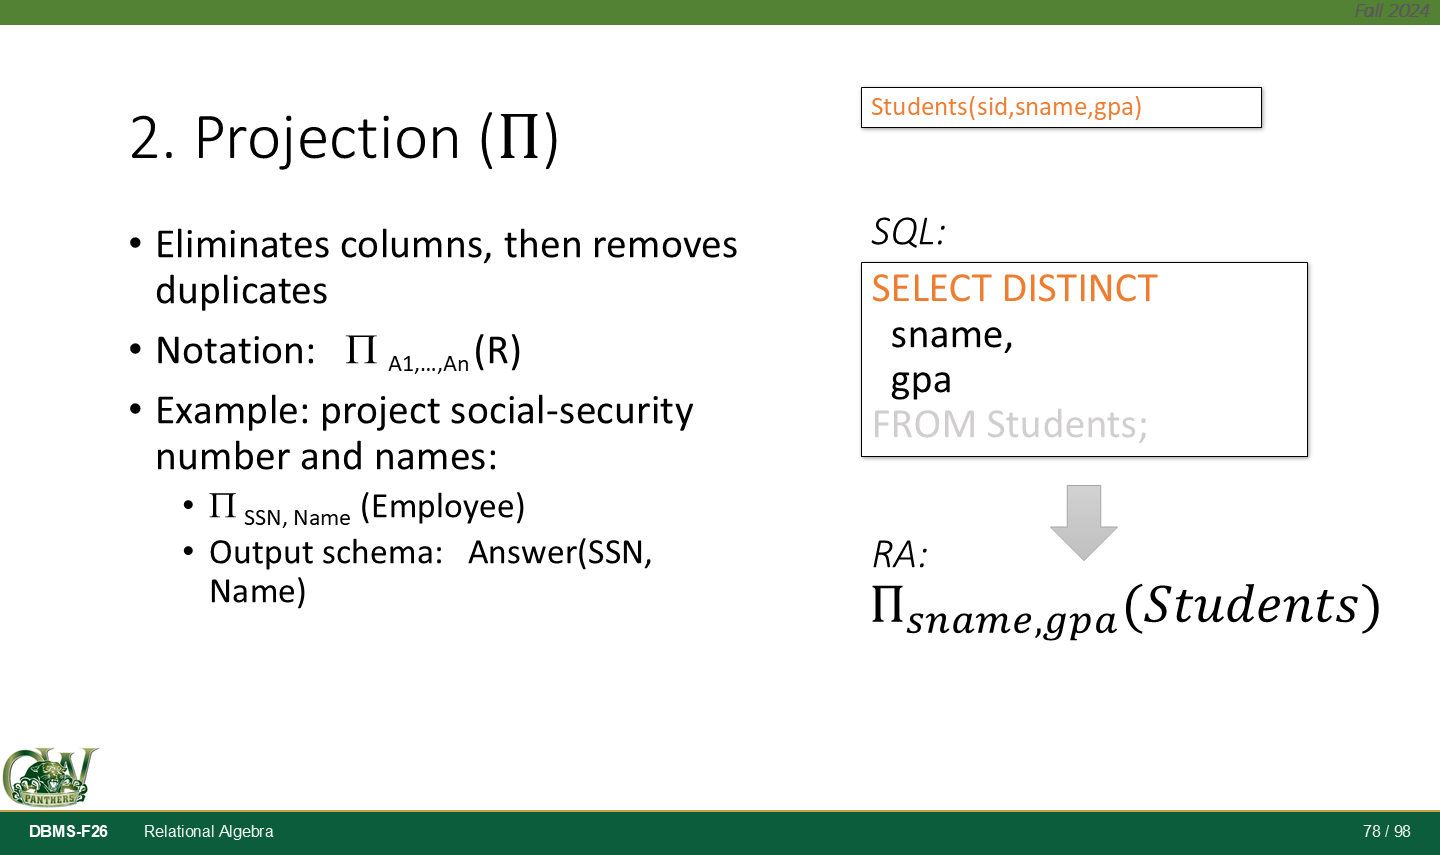 Fall 2024
2. Projection (Π)
Students(sid,sname,gpa)
• Eliminates columns, then removes
duplicates
• Notation: Π A1,…,An (R)
• Example: project social-security
number and names:
• Π SSN, Name (Employee)
• Output schema: Answer(SSN,
Name)
SQL:
SELECT DISTINCT
sname,
gpa
FROM Students;
RA:
Πsname,gpa(Students)
OW
PANTHERS
DBMS-F26 Relational Algebra 78 / 98